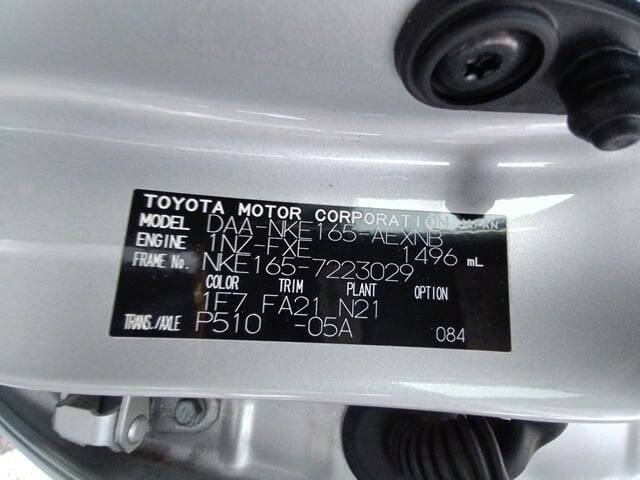 TOYOTA MOTOR CORPORATION JAPAN
MODEL DAA-NKE165-AEXNB
ENGINE 1NZ-FXE 1496 mL
FRAME No. NKE165-7223029
COLOR TRIM PLANT OPTION
1F7 FA21 N21
TRANS./AXLE P510 -05A 084